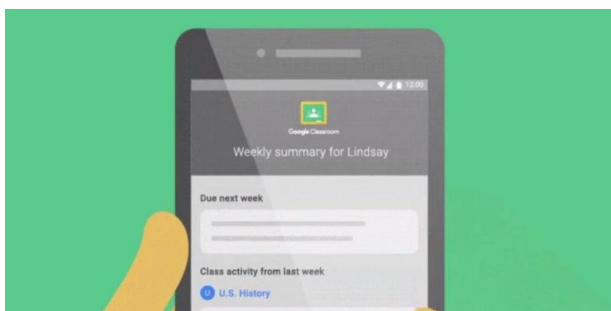 12:00
Google Classroom
Weekly summary for Lindsay
Due next week
Class activity from last week
U U.S. History